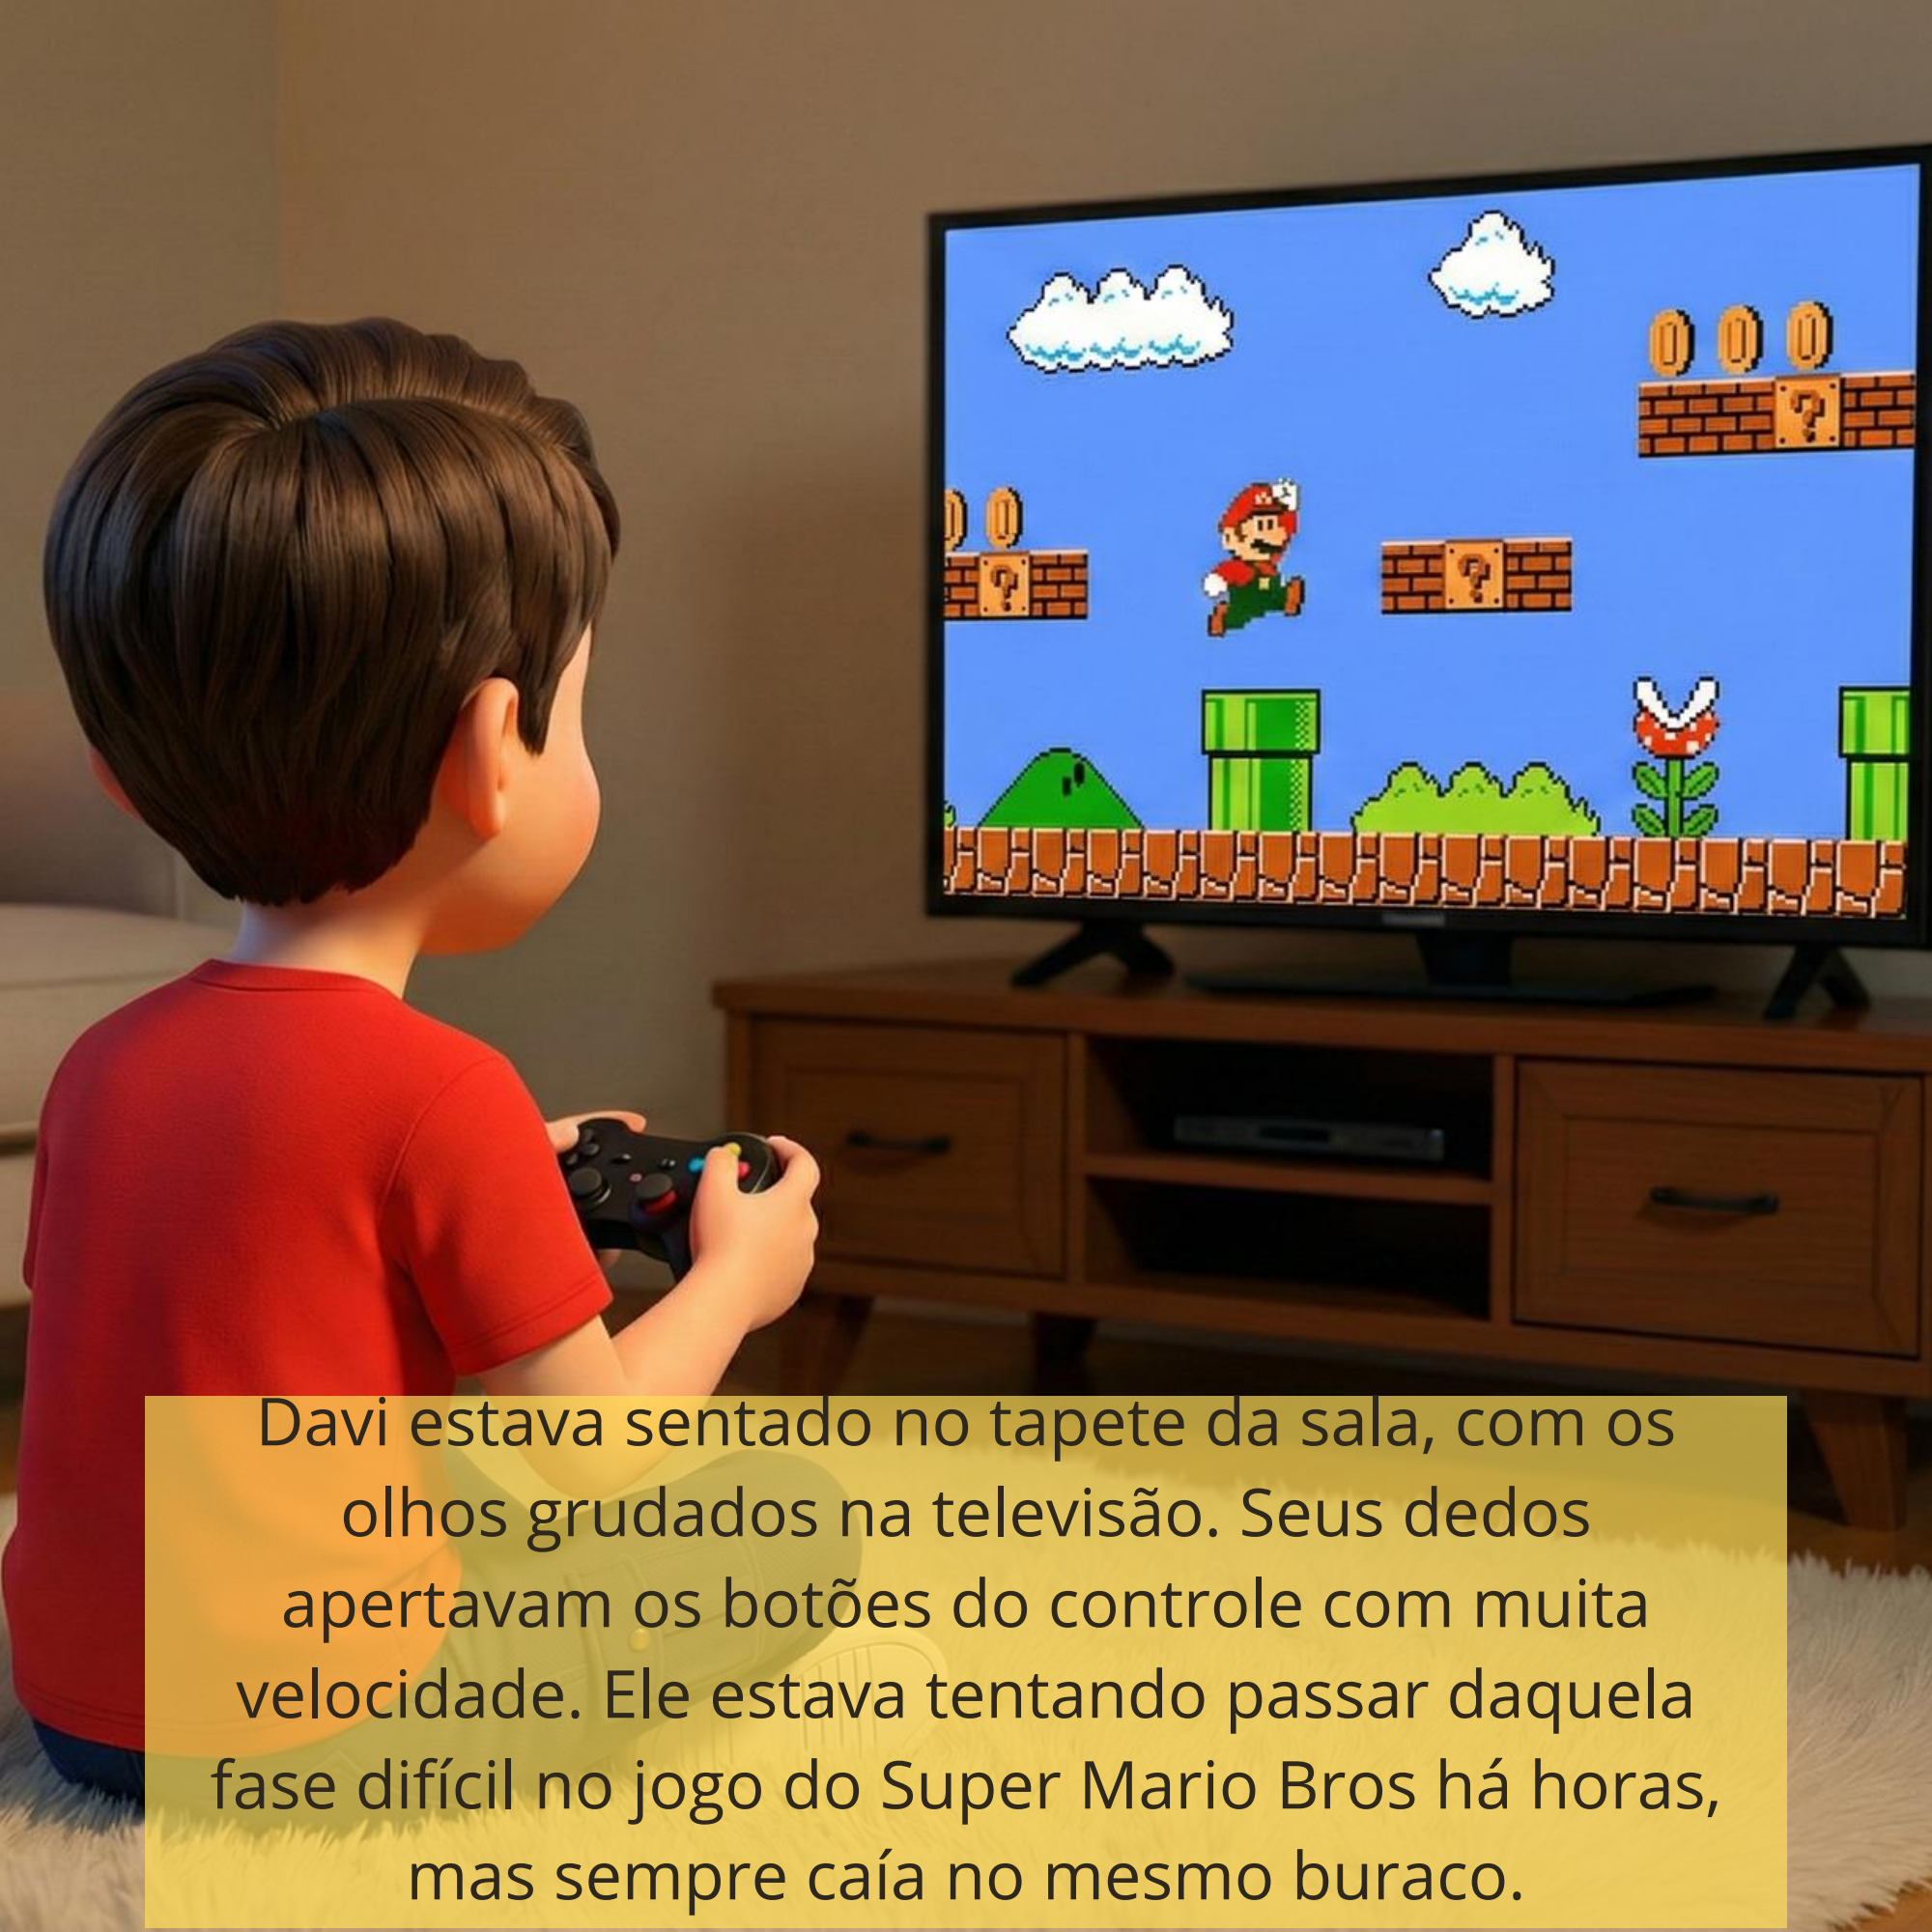 Davi estava sentado no tapete da sala, com os
olhos grudados na televisão. Seus dedos
apertavam os botões do controle com muita
velocidade. Ele estava tentando passar daquela
fase difícil no jogo do Super Mario Bros há horas,
mas sempre caía no mesmo buraco.